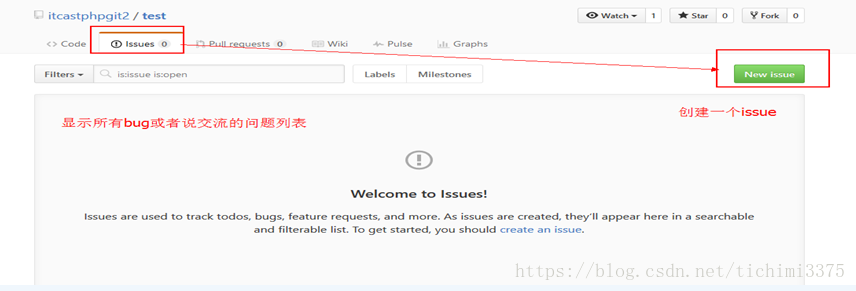 itcastphpgit2 / test
Watch 1 Star 0 Fork 0
Code Issues 0 Pull requests 0 Wiki Pulse Graphs
Filters is:issue is:open Labels Milestones New issue
显示所有bug或者说交流的问题列表
创建一个issue
Welcome to Issues!
Issues are used to track todos, bugs, feature requests, and more. As issues are created, they'll appear here in a searchable
and filterable list. To get started, you should create an issue.
https://blog.csdn.net/tichimi3375